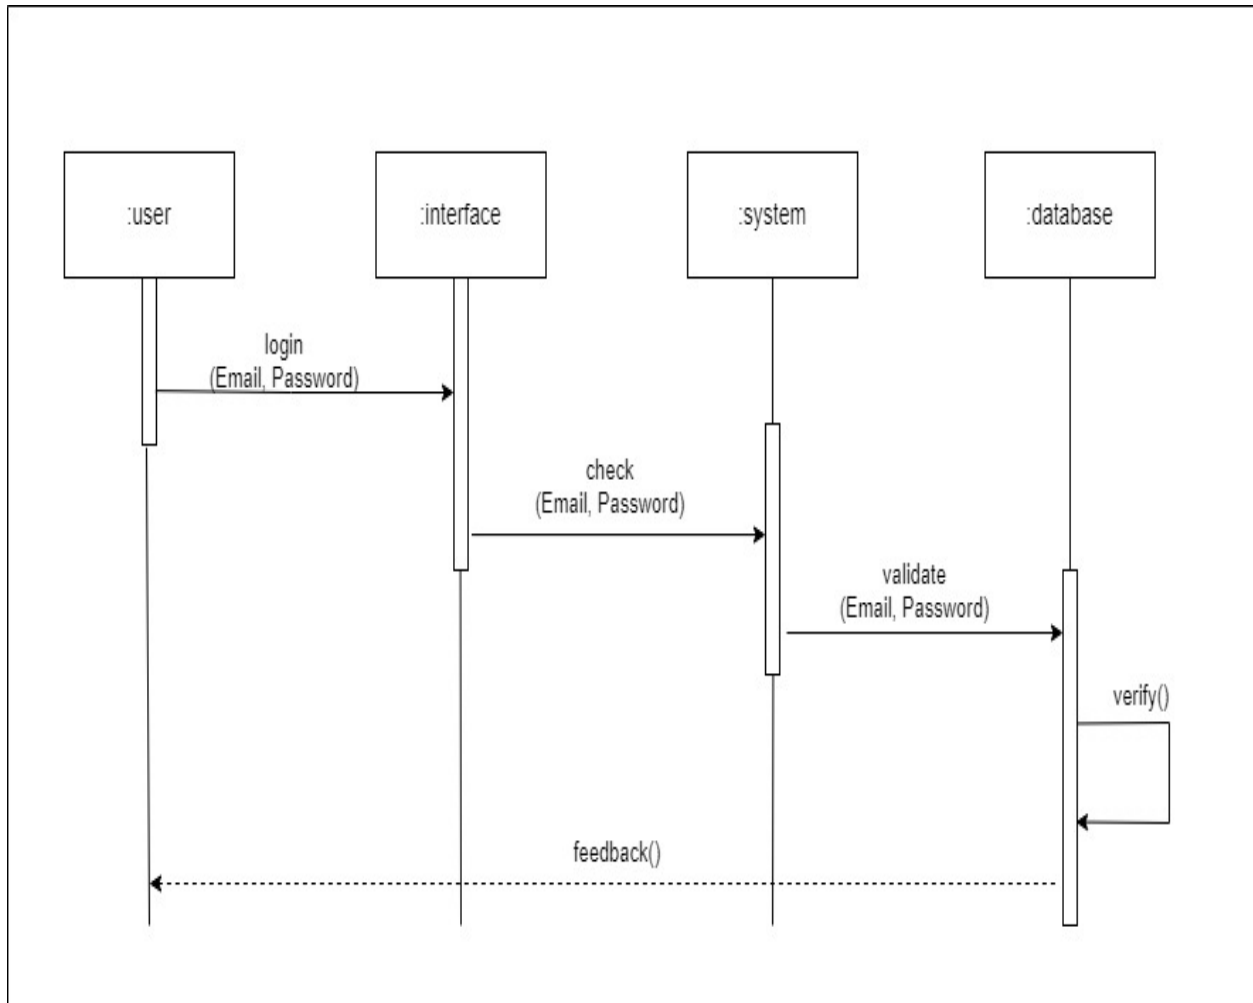 :user
:interface
:system
:database
login
(Email, Password)
check
(Email, Password)
validate
(Email, Password)
verify()
feedback()